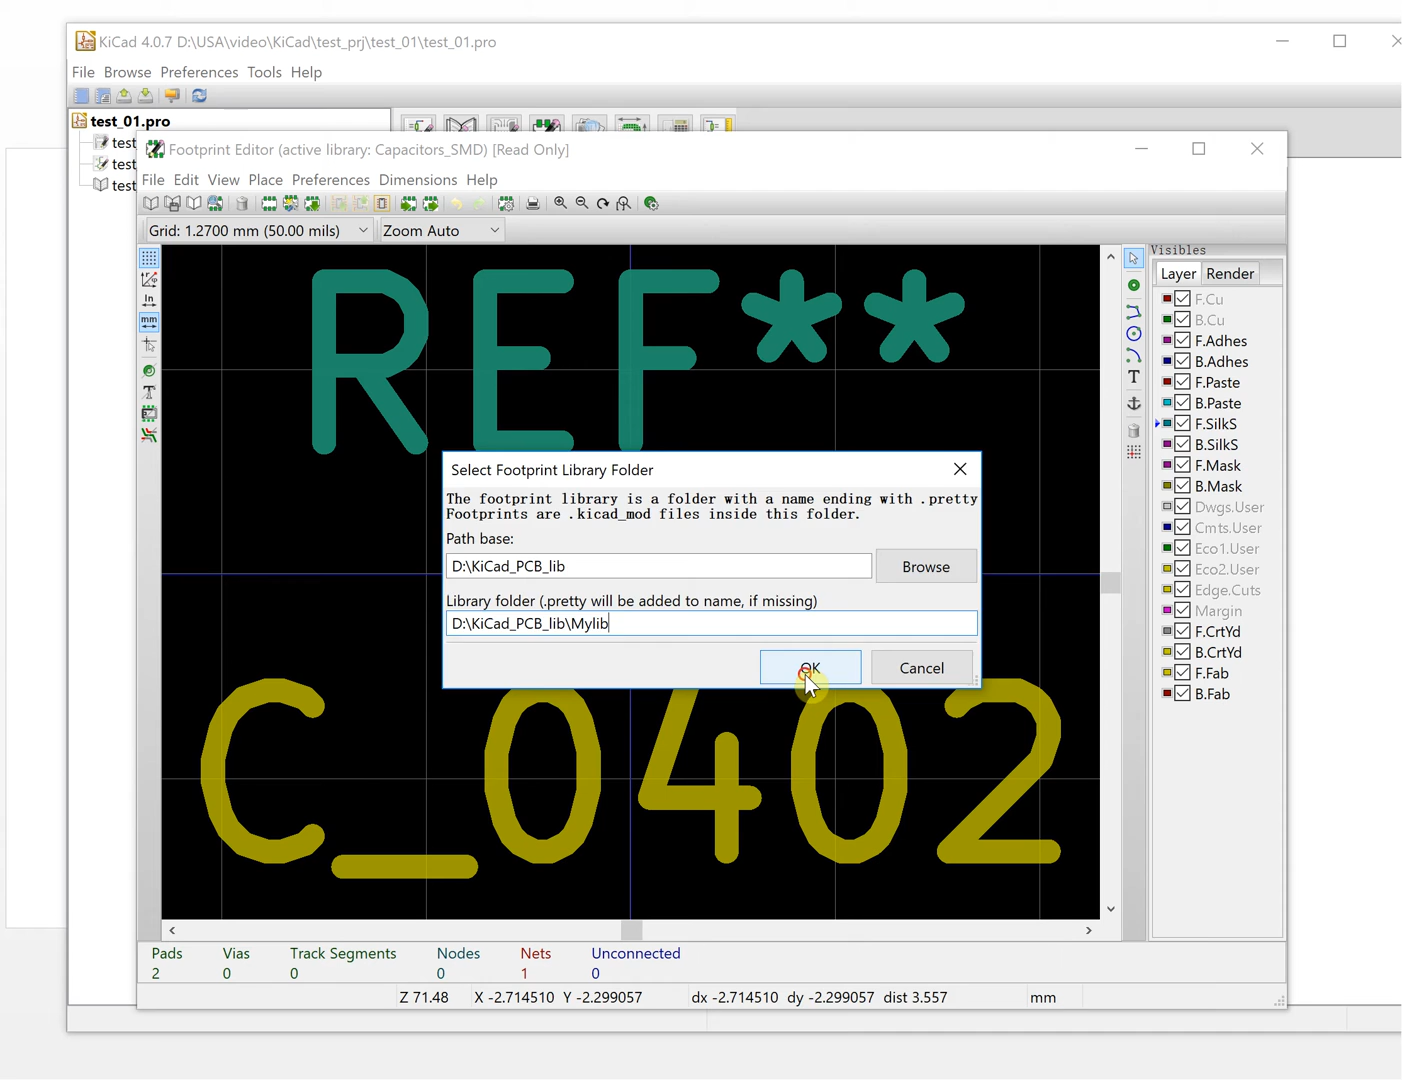 KiCad 4.0.7 D:\USA\video\KiCad\test_prj\test_01\test_01.pro
File Browse Preferences Tools Help
test_01.pro
test
test
test
Footprint Editor (active library: Capacitors_SMD) [Read Only]
File Edit View Place Preferences Dimensions Help
Grid: 1.2700 mm (50.00 mils) Zoom Auto
In
mm
Visibles
Layer Render
F.Cu
B.Cu
F.Adhes
B.Adhes
F.Paste
B.Paste
F.SilkS
B.SilkS
F.Mask
B.Mask
Dwgs.User
Cmts.User
Eco1.User
Eco2.User
Edge.Cuts
Margin
F.CrtYd
B.CrtYd
F.Fab
B.Fab
REF**
Select Footprint Library Folder
The footprint library is a folder with a name ending with .pretty
Footprints are .kicad_mod files inside this folder.
Path base:
D:\KiCad_PCB_lib Browse
Library folder (.pretty will be added to name, if missing)
D:\KiCad_PCB_lib\Mylib
OK Cancel
C_0402
Pads Vias Track Segments Nodes Nets Unconnected
2 0 0 0 1 0
Z 71.48 X -2.714510 Y -2.299057 dx -2.714510 dy -2.299057 dist 3.557 mm